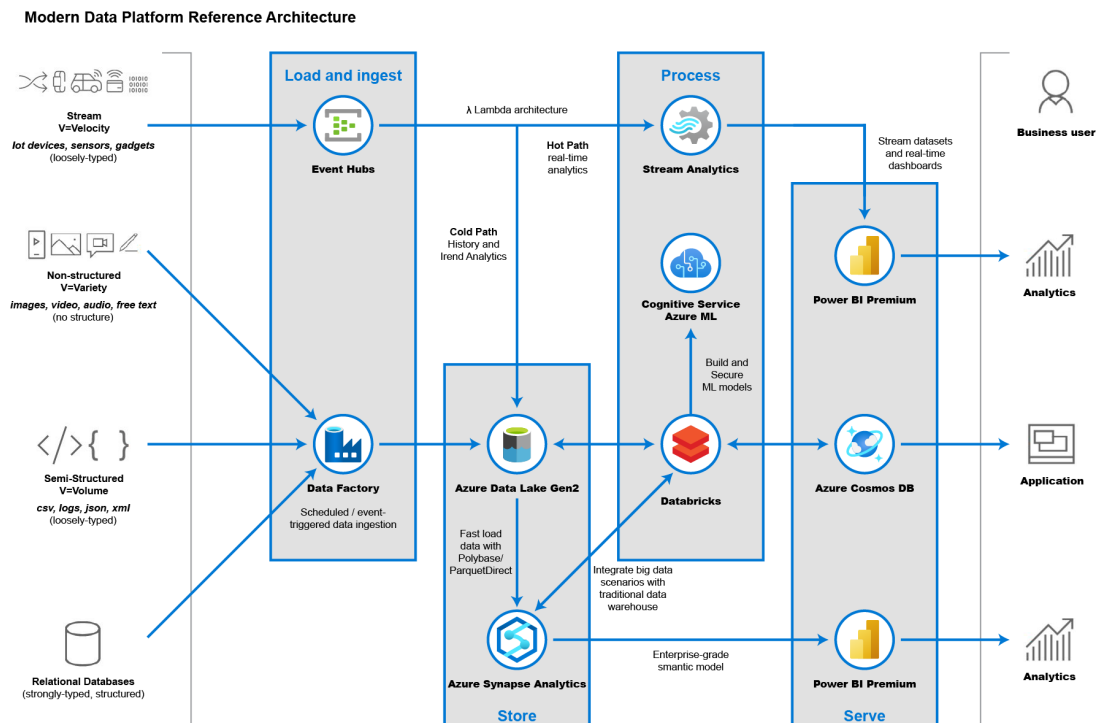 Modern Data Platform Reference Architecture
Load and ingest
Process
010101
010101
010101
λ Lambda architecture
Stream
V=Velocity
Iot devices, sensors, gadgets
(loosely-typed)
Event Hubs
Hot Path
real-time
analytics
Stream Analytics
Stream datasets
and real-time
dashboards
Business user
Cold Path
History and
Irend Analytics
Non-structured
V=Variety
images, video, audio, free text
(no structure)
Cognitive Service
Azure ML
Power BI Premium
Analytics
Build and
Secure
ML models
</>{ }
Semi-Structured
V=Volume
csv, logs, json, xml
(loosely-typed)
Data Factory
Scheduled / event-
triggered data ingestion
Azure Data Lake Gen2
Databricks
Azure Cosmos DB
Application
Fast load
data with
Polybase/
ParquetDirect
Integrate big data
scenarios with
traditional data
warehouse
Relational Databases
(strongly-typed, structured)
Azure Synapse Analytics
Enterprise-grade
smantic model
Power BI Premium
Analytics
Store
Serve